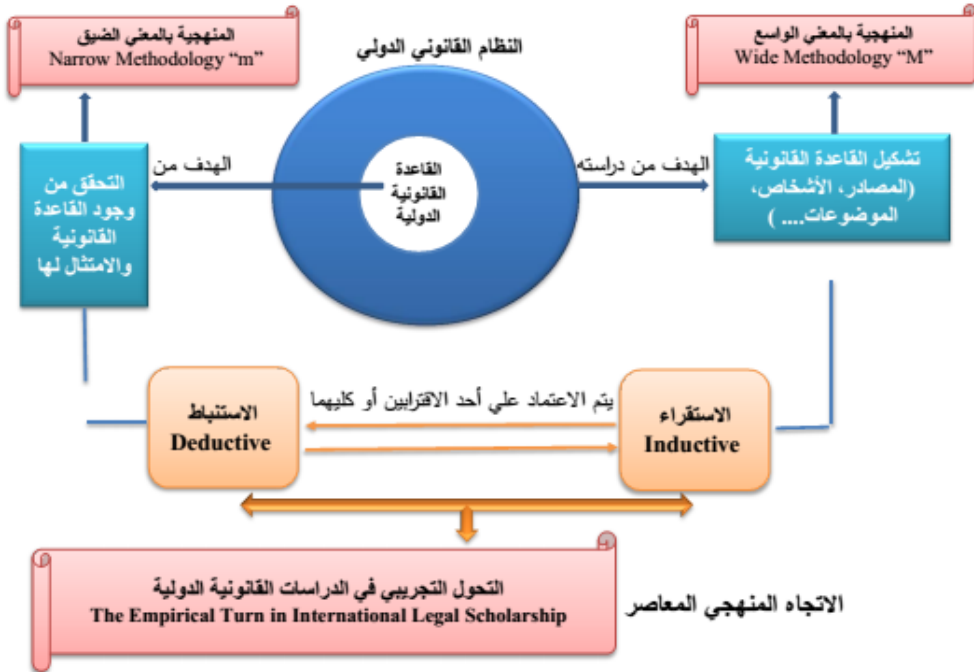 النظام القانوني الدولي
المنهجية بالمعني الواسع
Wide Methodology “M”
المنهجية بالمعني الضيق
Narrow Methodology “m”
تشكيل القاعدة القانونية
(المصادر، الأشخاص،
الموضوعات.... )
الهدف من دراسته
القاعدة
القانونية
الدولية
الهدف من
التحقق من
وجود القاعدة
القانونية
والامتثال لها
الاستقراء
Inductive
يتم الاعتماد علي أحد الاقترابين أو كليهما
الاستنباط
Deductive
الاتجاه المنهجي المعاصر
التحول التجريبي في الدراسات القانونية الدولية
The Empirical Turn in International Legal Scholarship